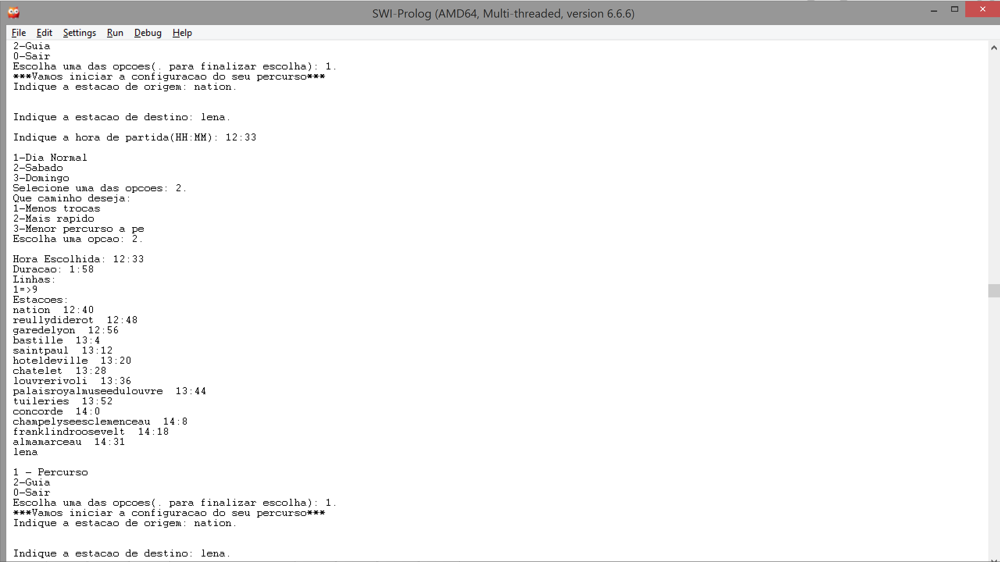 SWI-Prolog (AMD64, Multi-threaded, version 6.6.6)
File Edit Settings Run Debug Help
2-Guia
0-Sair
Escolha uma das opcoes(. para finalizar escolha): 1.
***Vamos iniciar a configuracao do seu percurso***
Indique a estacao de origem: nation.
Indique a estacao de destino: lena.
Indique a hora de partida(HH:MM): 12:33
1-Dia Normal
2-Sabado
3-Domingo
Selecione uma das opcoes: 2.
Que caminho deseja:
1-Menos trocas
2-Mais rapido
3-Menor percurso a pe
Escolha uma opcao: 2.
Hora Escolhida: 12:33
Duracao: 1:58
Linhas:
1=>9
Estacoes:
nation  12:40
reullydiderot  12:48
garedelyon  12:56
bastille  13:4
saintpaul  13:12
hoteldeville  13:20
chatelet  13:28
louvrerivoli  13:36
palaisroyalmuseedulouvre  13:44
tuileries  13:52
concorde  14:0
champelyseesclemenceau  14:8
franklindroosevelt  14:18
almamarceau  14:31
lena
1 - Percurso
2-Guia
0-Sair
Escolha uma das opcoes(. para finalizar escolha): 1.
***Vamos iniciar a configuracao do seu percurso***
Indique a estacao de origem: nation.
Indique a estacao de destino: lena.